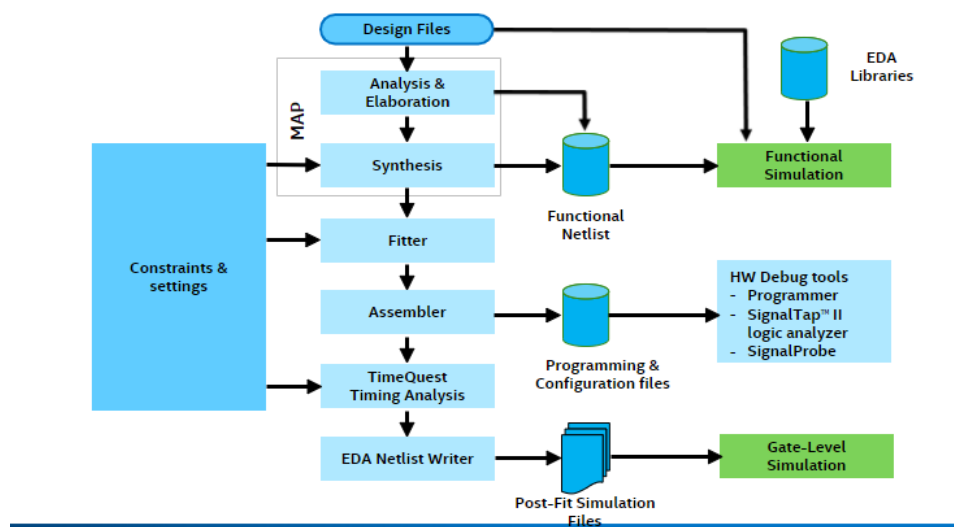 Design Files
EDA
Libraries
MAP
Analysis &
Elaboration
Synthesis
Functional
Simulation
Functional
Netlist
Constraints &
settings
Fitter
Assembler
HW Debug tools
- Programmer
- SignalTap™ II
logic analyzer
- SignalProbe
Programming &
Configuration files
TimeQuest
Timing Analysis
EDA Netlist Writer
Gate-Level
Simulation
Post-Fit Simulation
Files